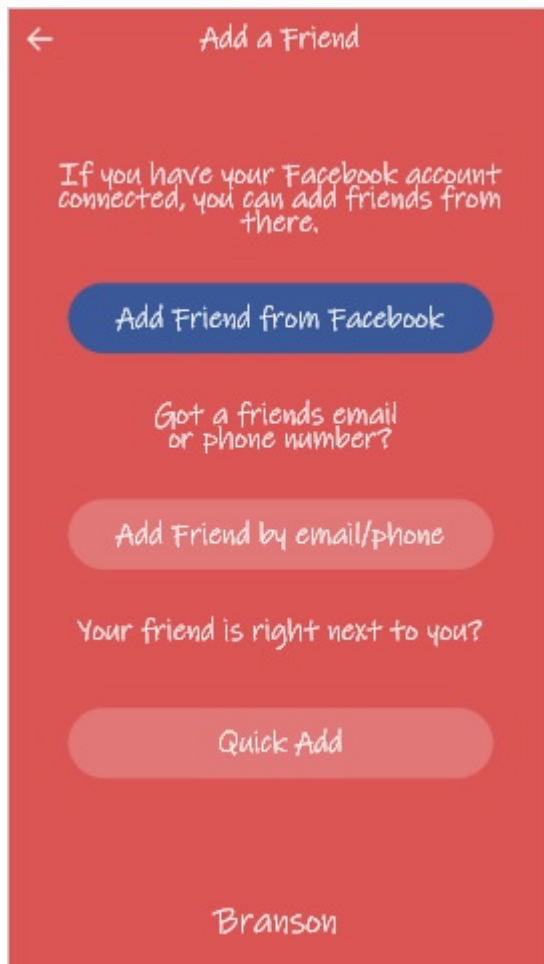 Add a Friend
If you have your Facebook account
connected, you can add friends from
there.
Add Friend from Facebook
Got a friends email
or phone number?
Add Friend by email/phone
Your friend is right next to you?
Quick Add
Branson